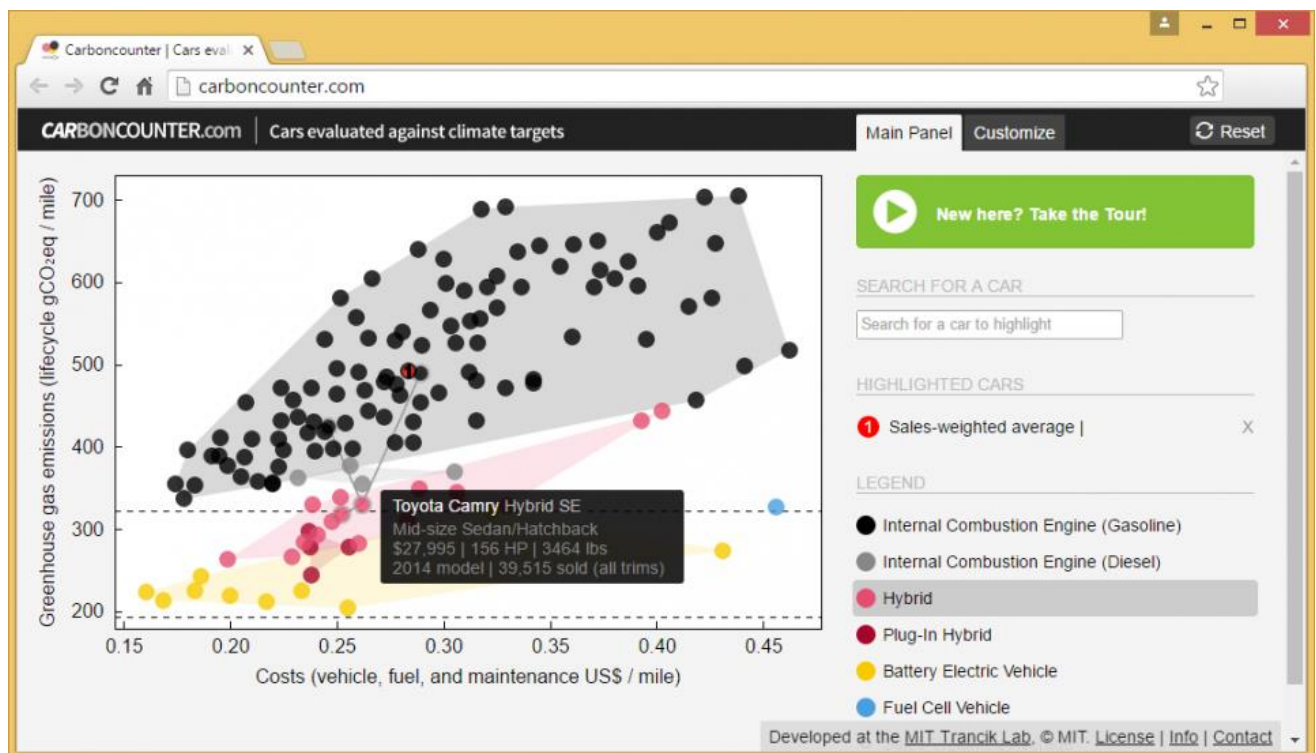 Carboncounter | Cars eval
carboncounter.com
CARBONCOUNTER.com | Cars evaluated against climate targets
Main Panel
Customize
Reset
Greenhouse gas emissions (lifecycle gCO₂eq / mile)
700
600
500
400
300
200
0.15 0.20 0.25 0.30 0.35 0.40 0.45
Costs (vehicle, fuel, and maintenance US$ / mile)
Toyota Camry Hybrid SE
Mid-size Sedan/Hatchback
$27,995 | 156 HP | 3464 lbs
2014 model | 39,515 sold (all trims)
New here? Take the Tour!
SEARCH FOR A CAR
Search for a car to highlight
HIGHLIGHTED CARS
1 Sales-weighted average | X
LEGEND
Internal Combustion Engine (Gasoline)
Internal Combustion Engine (Diesel)
Hybrid
Plug-In Hybrid
Battery Electric Vehicle
Fuel Cell Vehicle
Developed at the MIT Trancik Lab, © MIT. License | Info | Contact